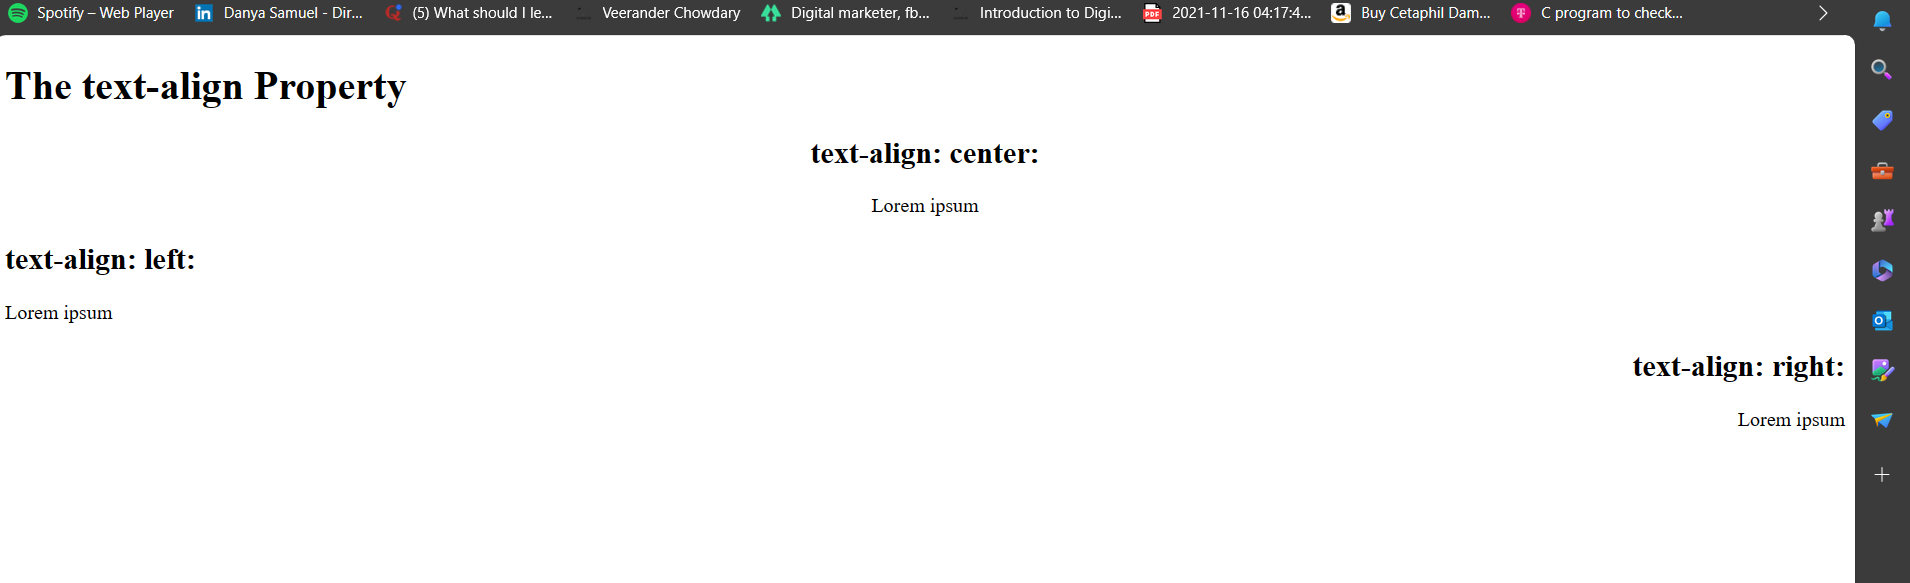 Spotify – Web Player in Danya Samuel - Dir... (5) What should I le... Veerander Chowdary Digital marketer, fb... Introduction to Digi... PDF 2021-11-16 04:17:4... a Buy Cetaphil Dam... T C program to check...
The text-align Property
text-align: center:
Lorem ipsum
text-align: left:
Lorem ipsum
text-align: right:
Lorem ipsum